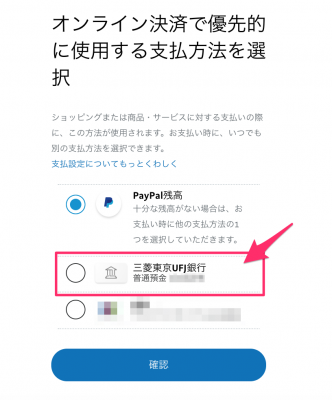 オンライン決済で優先的
に使用する支払方法を選
択
ショッピングまたは商品・サービスに対する支払いの際
に、この方法が使用されます。お支払い時に、いつでも
別の支払方法を選択できます。
支払設定についてもっとくわしく
PayPal残高
十分な残高がない場合は、お
支払い時に他の支払方法の1
つを選択していただきます。
三菱東京UFJ銀行
普通預金
確認